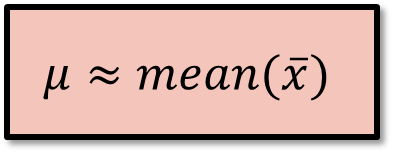 μ ≈ mean(x̄)